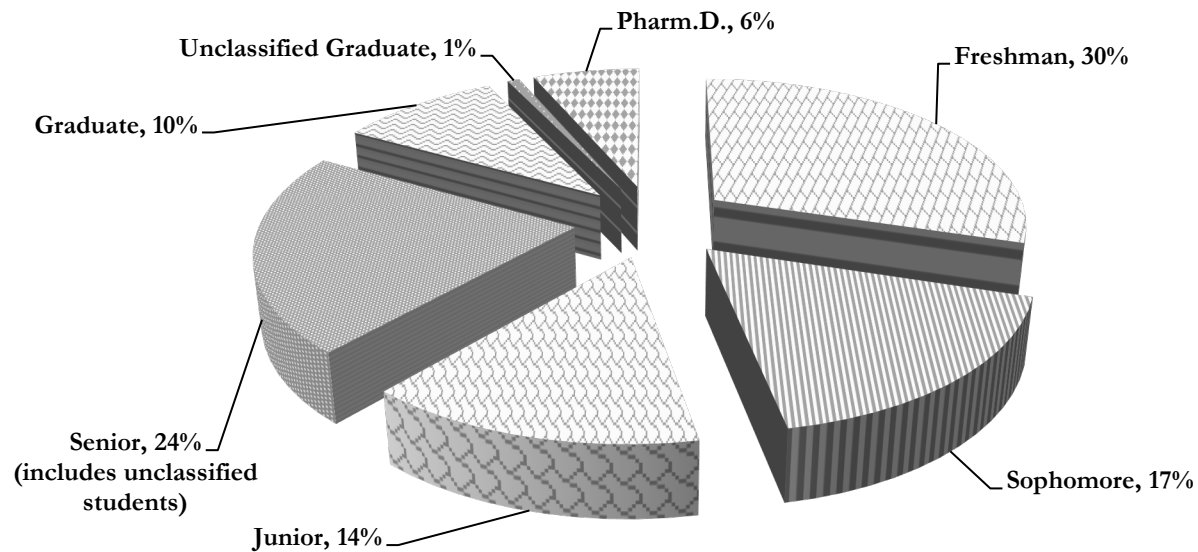 Pharm.D., 6%
Unclassified Graduate, 1%
Freshman, 30%
Graduate, 10%
Senior, 24%
(includes unclassified
students)
Sophomore, 17%
Junior, 14%